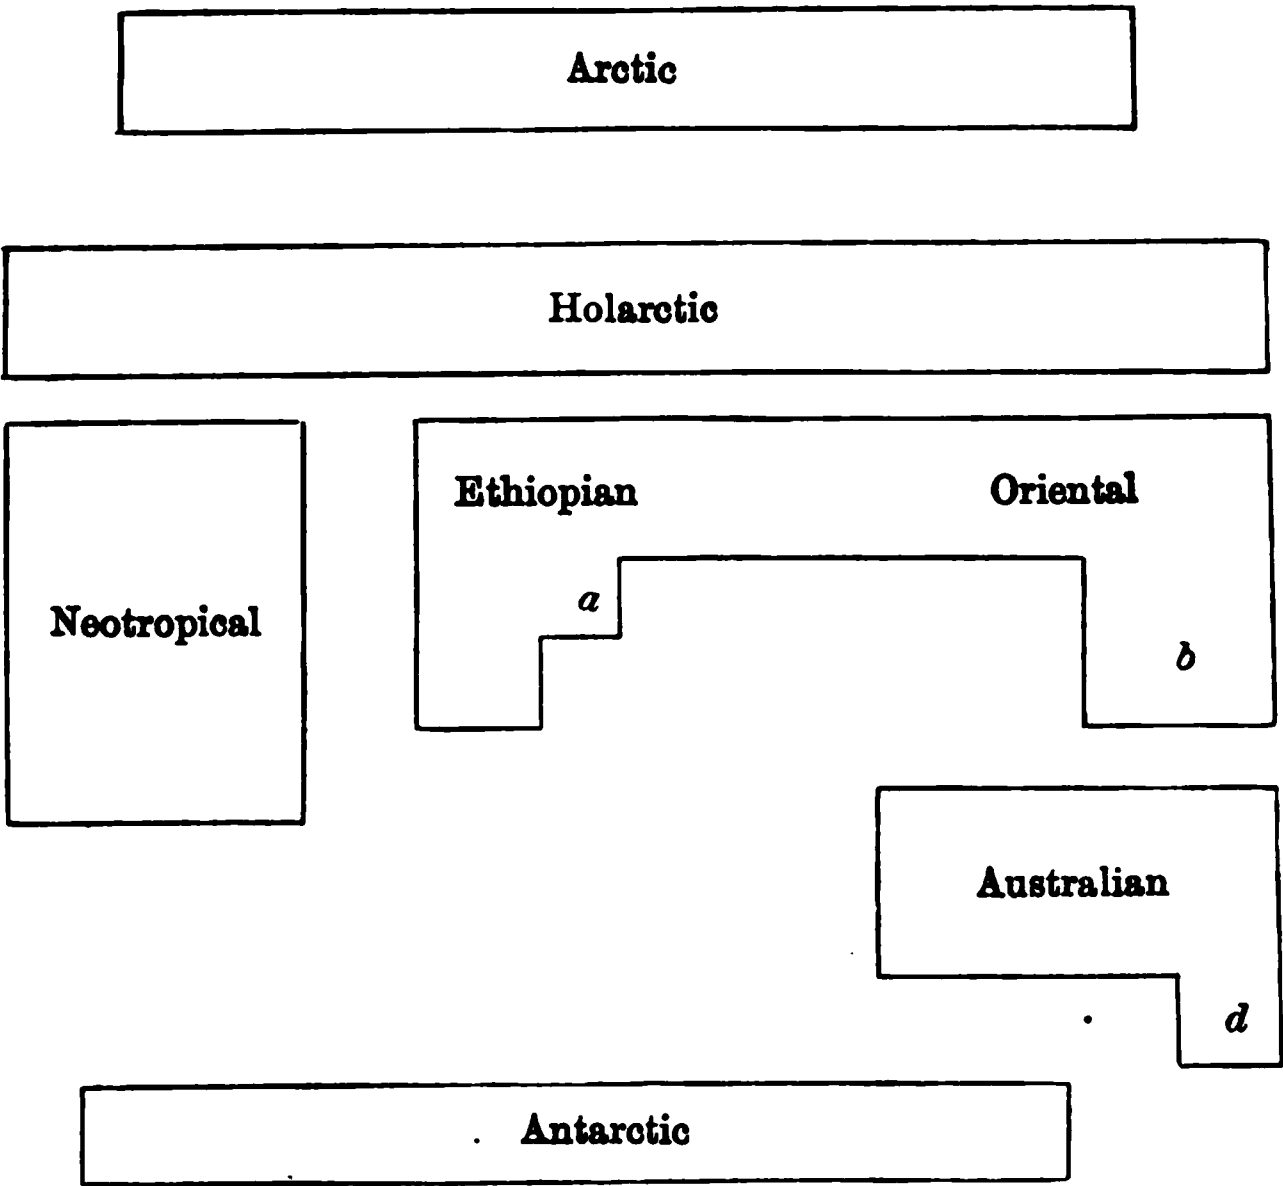 Arctic
Holarctic
Ethiopian Oriental
a
Neotropical
b
Australian
d
Antarctic